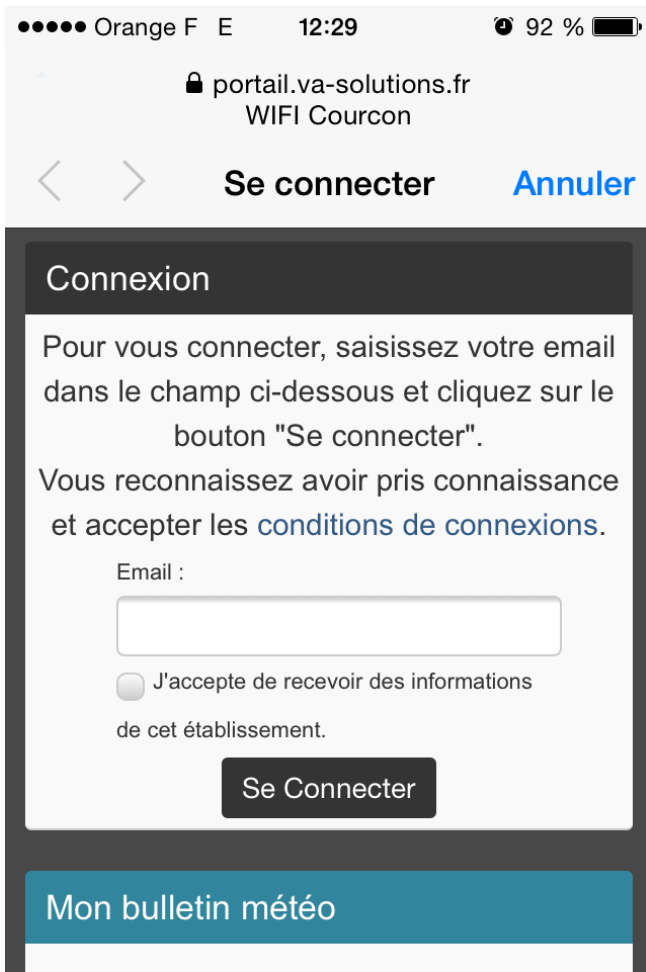 Orange F E 12:29 92 %
portail.va-solutions.fr
WIFI Courcon
Se connecter Annuler
Connexion
Pour vous connecter, saisissez votre email
dans le champ ci-dessous et cliquez sur le
bouton "Se connecter".
Vous reconnaissez avoir pris connaissance
et accepter les conditions de connexions.
Email :
J'accepte de recevoir des informations
de cet établissement.
Se Connecter
Mon bulletin météo